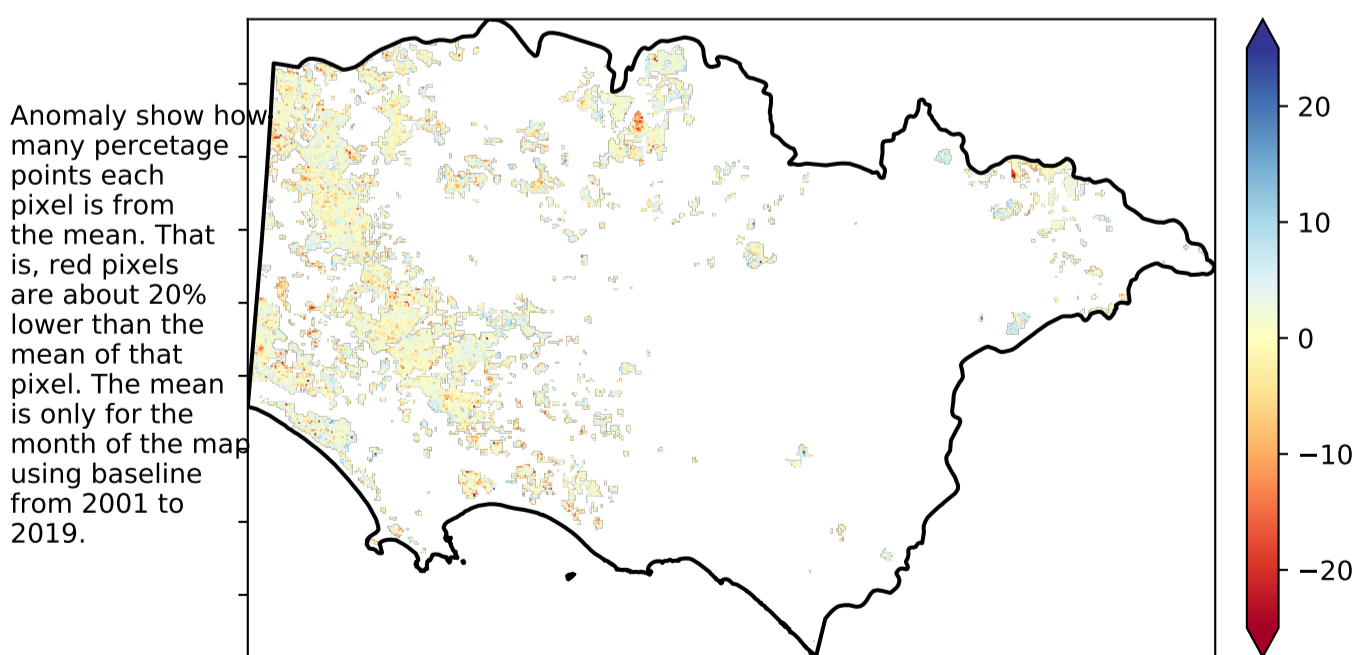 Anomaly show how
many percetage
points each
pixel is from
the mean. That
is, red pixels
are about 20%
lower than the
mean of that
pixel. The mean
is only for the
month of the map
using baseline
from 2001 to
2019.
20
10
0
−10
−20